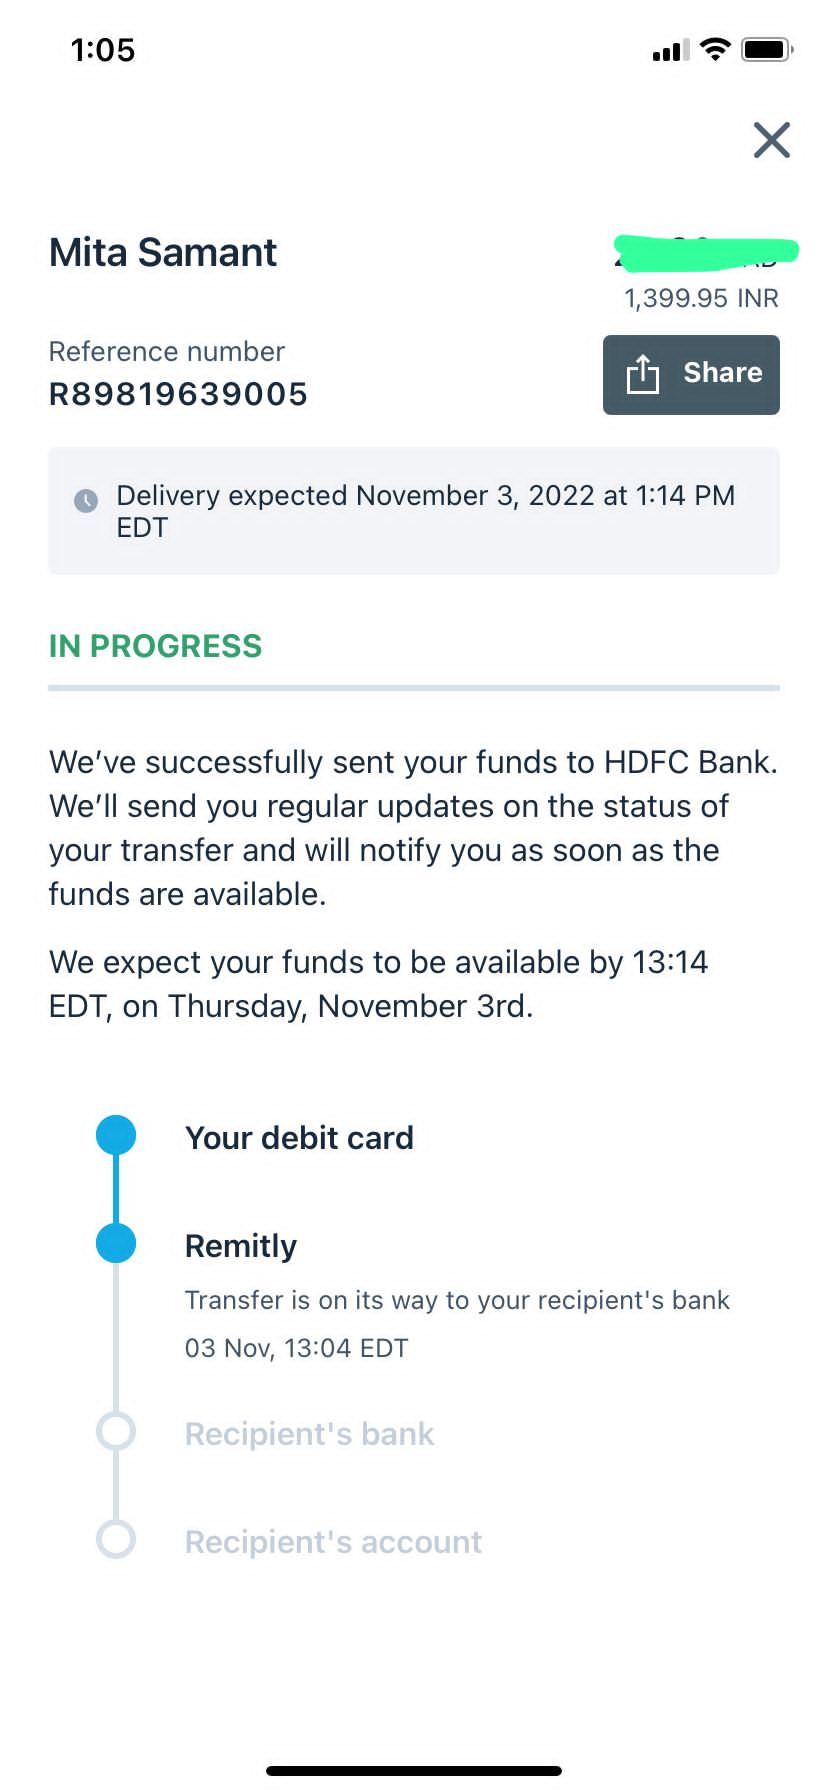 1:05
Mita Samant
1,399.95 INR
Reference number
R89819639005
Share
Delivery expected November 3, 2022 at 1:14 PM
EDT
IN PROGRESS
We’ve successfully sent your funds to HDFC Bank.
We’ll send you regular updates on the status of
your transfer and will notify you as soon as the
funds are available.
We expect your funds to be available by 13:14
EDT, on Thursday, November 3rd.
Your debit card
Remitly
Transfer is on its way to your recipient's bank
03 Nov, 13:04 EDT
Recipient's bank
Recipient's account